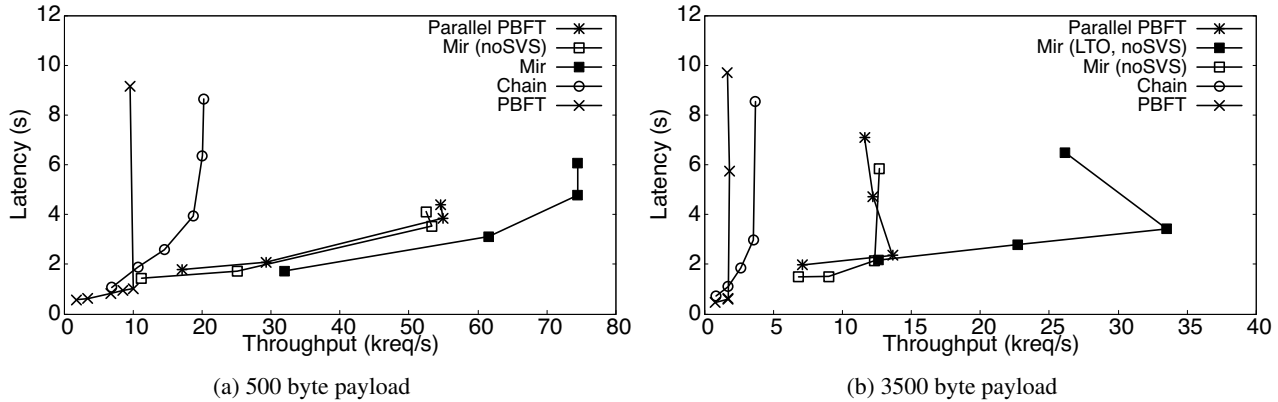 12
10
8
6
4
2
0
Latency (s)
0 10 20 30 40 50 60 70 80
Throughput (kreq/s)
Parallel PBFT
Mir (noSVS)
Mir
Chain
PBFT
(a) 500 byte payload
12
10
8
6
4
2
0
Latency (s)
0 5 10 15 20 25 30 35 40
Throughput (kreq/s)
Parallel PBFT
Mir (LTO, noSVS)
Mir (noSVS)
Chain
PBFT
(b) 3500 byte payload